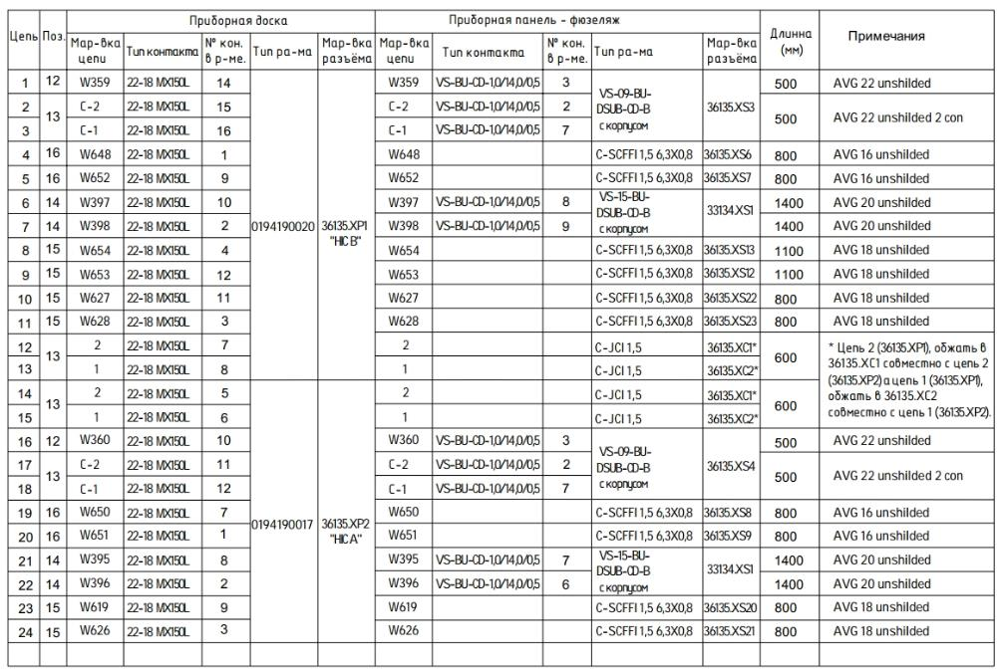 Цепь Поз. Приборная доска Приборная панель - фюзеляж Длинна (мм) Примечания
Мар-вка цепи Тип контакта № кон. в р-ме. Тип ра-ма Мар-вка разъёма Мар-вка цепи Тип контакта № кон. в р-ме. Тип ра-ма Мар-вка разъёма
1 12 W359 22-18 MX150L 14 W359 VS-BU-CD-1,0/14,0/0,5 3 500 AVG 22 unshilded
VS-09-BU-DSUB-CD-B с корпусом 36135.XS3
2 13 C-2 22-18 MX150L 15 C-2 VS-BU-CD-1,0/14,0/0,5 2 500 AVG 22 unshilded 2 con
3 C-1 22-18 MX150L 16 C-1 VS-BU-CD-1,0/14,0/0,5 7
4 16 W648 22-18 MX150L 1 W648 C-SCFFI 1,5 6,3X0,8 36135.XS6 800 AVG 16 unshilded
5 16 W652 22-18 MX150L 9 W652 C-SCFFI 1,5 6,3X0,8 36135.XS7 800 AVG 16 unshilded
6 14 W397 22-18 MX150L 10 W397 VS-BU-CD-1,0/14,0/0,5 8 VS-15-BU-DSUB-CD-B с корпусом 33134.XS1 1400 AVG 20 unshilded
7 14 W398 22-18 MX150L 2 0194190020 36135.XP1 "HIC B" W398 VS-BU-CD-1,0/14,0/0,5 9 1400 AVG 20 unshilded
8 15 W654 22-18 MX150L 4 W654 C-SCFFI 1,5 6,3X0,8 36135.XS13 1100 AVG 18 unshilded
9 15 W653 22-18 MX150L 12 W653 C-SCFFI 1,5 6,3X0,8 36135.XS12 1100 AVG 18 unshilded
10 15 W627 22-18 MX150L 11 W627 C-SCFFI 1,5 6,3X0,8 36135.XS22 800 AVG 18 unshilded
11 15 W628 22-18 MX150L 3 W628 C-SCFFI 1,5 6,3X0,8 36135.XS23 800 AVG 18 unshilded
12 13 2 22-18 MX150L 7 2 C-JCI 1,5 36135.XC1* 600
13 1 22-18 MX150L 8 1 C-JCI 1,5 36135.XC2*
* Цепь 2 (36135.XP1), обжать в
36135.XC1 совместно с цепь 2
(36135.XP2) а цепь 1 (36135.XP1),
обжать в 36135.XC2
совместно с цепь 1 (36135.XP2).
14 13 2 22-18 MX150L 5 2 C-JCI 1,5 36135.XC1* 600
15 1 22-18 MX150L 6 1 C-JCI 1,5 36135.XC2*
16 12 W360 22-18 MX150L 10 W360 VS-BU-CD-1,0/14,0/0,5 3 500 AVG 22 unshilded
VS-09-BU-DSUB-CD-B с корпусом 36135.XS4
17 13 C-2 22-18 MX150L 11 C-2 VS-BU-CD-1,0/14,0/0,5 2 500 AVG 22 unshilded 2 con
18 C-1 22-18 MX150L 12 C-1 VS-BU-CD-1,0/14,0/0,5 7
19 16 W650 22-18 MX150L 7 0194190017 36135.XP2 "HIC A" W650 C-SCFFI 1,5 6,3X0,8 36135.XS8 800 AVG 16 unshilded
20 16 W651 22-18 MX150L 1 W651 C-SCFFI 1,5 6,3X0,8 36135.XS9 800 AVG 16 unshilded
21 14 W395 22-18 MX150L 8 W395 VS-BU-CD-1,0/14,0/0,5 7 VS-15-BU-DSUB-CD-B с корпусом 33134.XS1 1400 AVG 20 unshilded
22 14 W396 22-18 MX150L 2 W396 VS-BU-CD-1,0/14,0/0,5 6 1400 AVG 20 unshilded
23 15 W619 22-18 MX150L 9 W619 C-SCFFI 1,5 6,3X0,8 36135.XS20 800 AVG 18 unshilded
24 15 W626 22-18 MX150L 3 W626 C-SCFFI 1,5 6,3X0,8 36135.XS21 800 AVG 18 unshilded